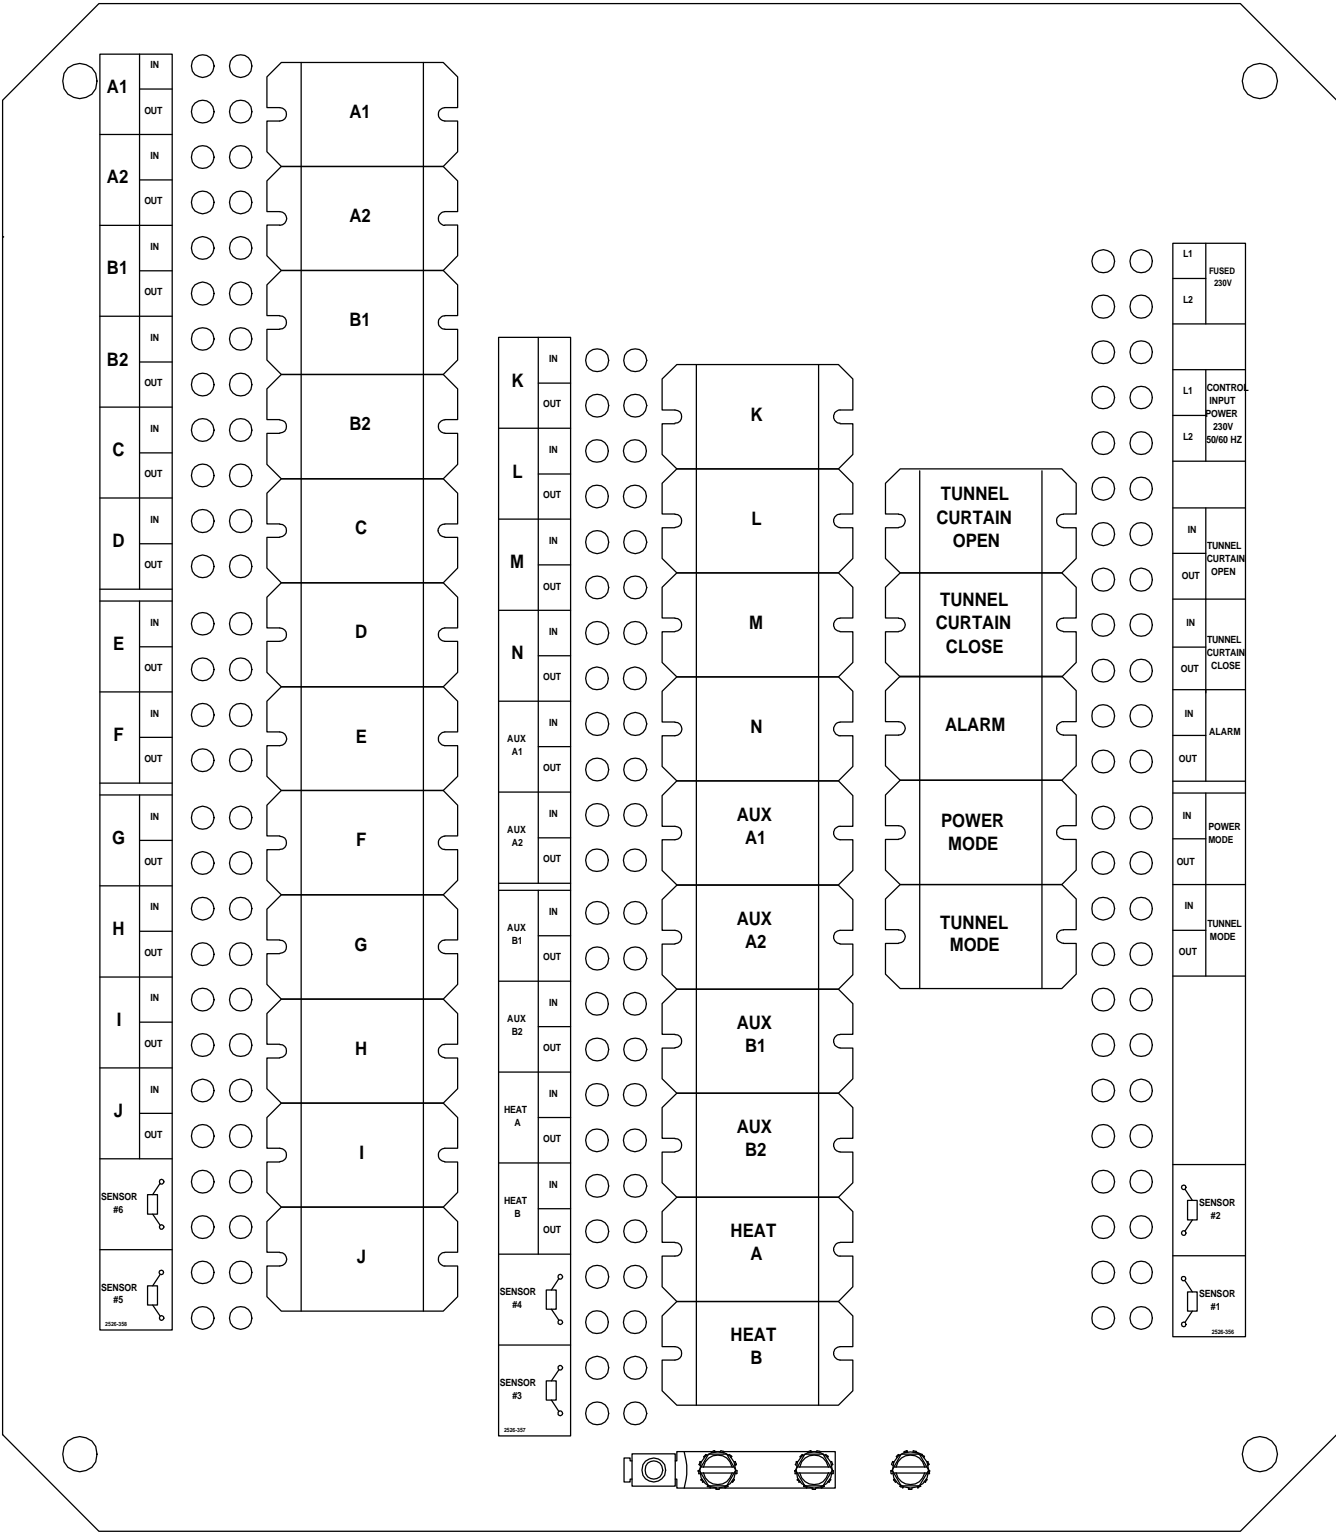 A1
IN
OUT
A2
IN
OUT
B1
IN
OUT
B2
IN
OUT
C
IN
OUT
D
IN
OUT
E
IN
OUT
F
IN
OUT
G
IN
OUT
H
IN
OUT
I
IN
OUT
J
IN
OUT
SENSOR
#6
SENSOR
#5
2526-358
A1
A2
B1
B2
C
D
E
F
G
H
I
J
K
IN
OUT
L
IN
OUT
M
IN
OUT
N
IN
OUT
AUX
A1
IN
OUT
AUX
A2
IN
OUT
AUX
B1
IN
OUT
AUX
B2
IN
OUT
HEAT
A
IN
OUT
HEAT
B
IN
OUT
SENSOR
#4
SENSOR
#3
2526-357
K
L
M
N
AUX
A1
AUX
A2
AUX
B1
AUX
B2
HEAT
A
HEAT
B
TUNNEL
CURTAIN
OPEN
TUNNEL
CURTAIN
CLOSE
ALARM
POWER
MODE
TUNNEL
MODE
L1
L2
FUSED
230V
L1
L2
CONTROL
INPUT
POWER
230V
50/60 HZ
IN
OUT
TUNNEL
CURTAIN
OPEN
IN
OUT
TUNNEL
CURTAIN
CLOSE
IN
OUT
ALARM
IN
OUT
POWER
MODE
IN
OUT
TUNNEL
MODE
SENSOR
#2
SENSOR
#1
2526-356